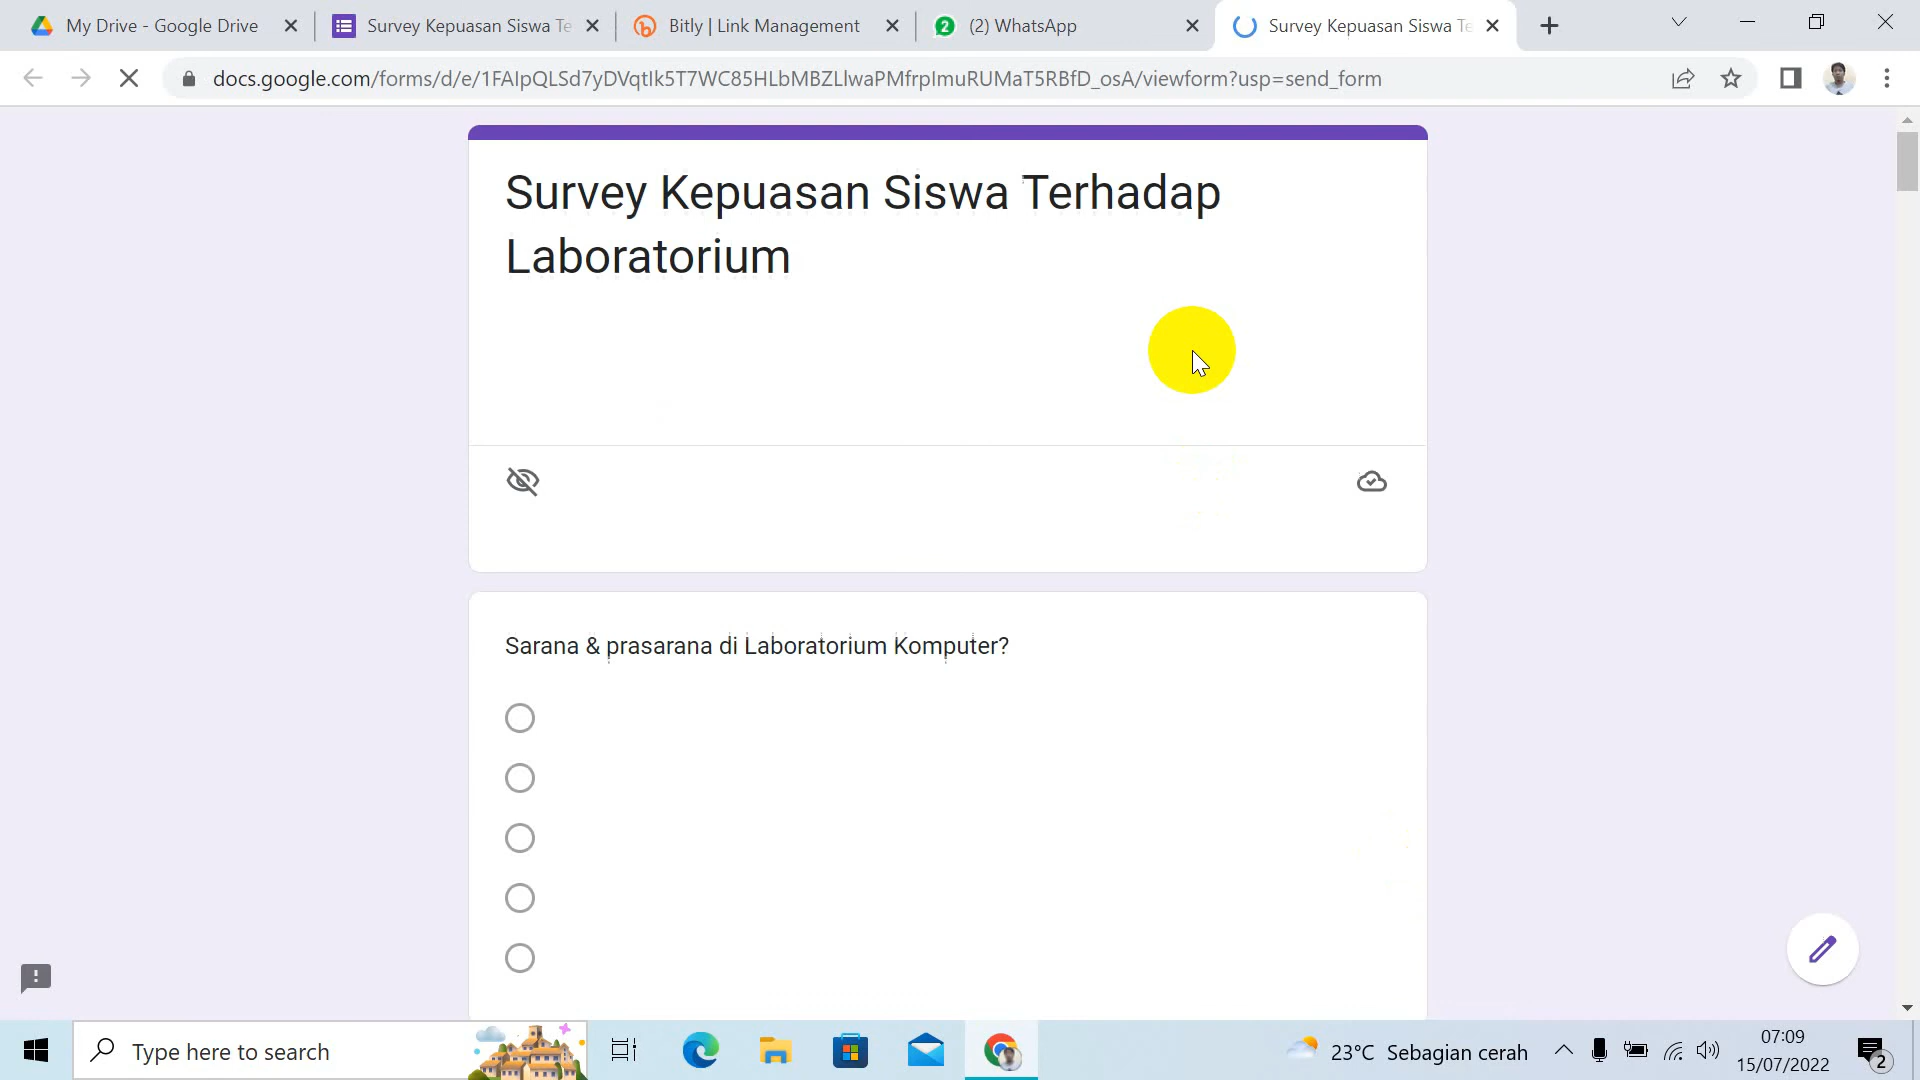 My Drive - Google Drive
Survey Kepuasan Siswa Te
Bitly | Link Management
2
(2) WhatsApp
Survey Kepuasan Siswa Te
docs.google.com/forms/d/e/1FAIpQLSd7yDVqtIk5T7WC85HLbMBZLlwaPMfrpImuRUMaT5RBfD_osA/viewform?usp=send_form
Survey Kepuasan Siswa Terhadap
Laboratorium
Sarana & prasarana di Laboratorium Komputer?
Type here to search
23°C Sebagian cerah
07:09
15/07/2022
2